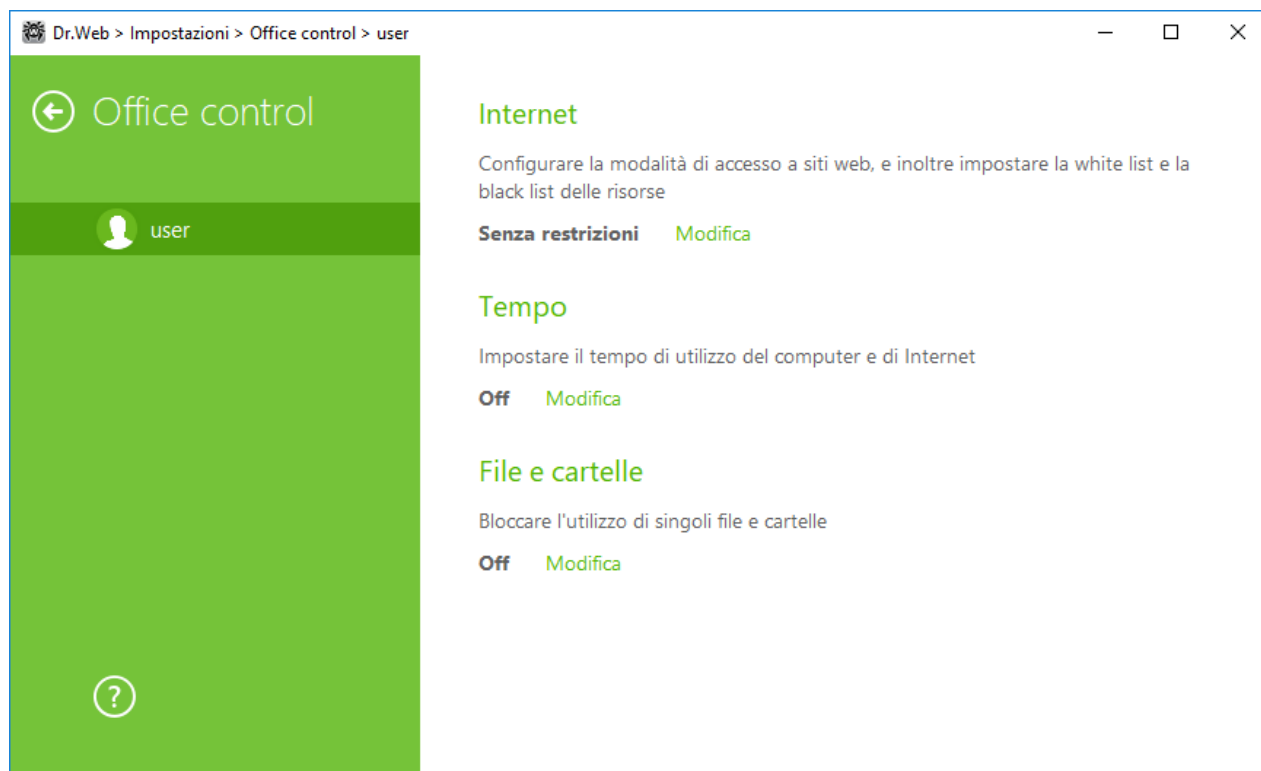 Dr.Web > Impostazioni > Office control > user
Office control
user
?
Internet
Configurare la modalità di accesso a siti web, e inoltre impostare la white list e la
black list delle risorse
Senza restrizioni Modifica
Tempo
Impostare il tempo di utilizzo del computer e di Internet
Off Modifica
File e cartelle
Bloccare l'utilizzo di singoli file e cartelle
Off Modifica